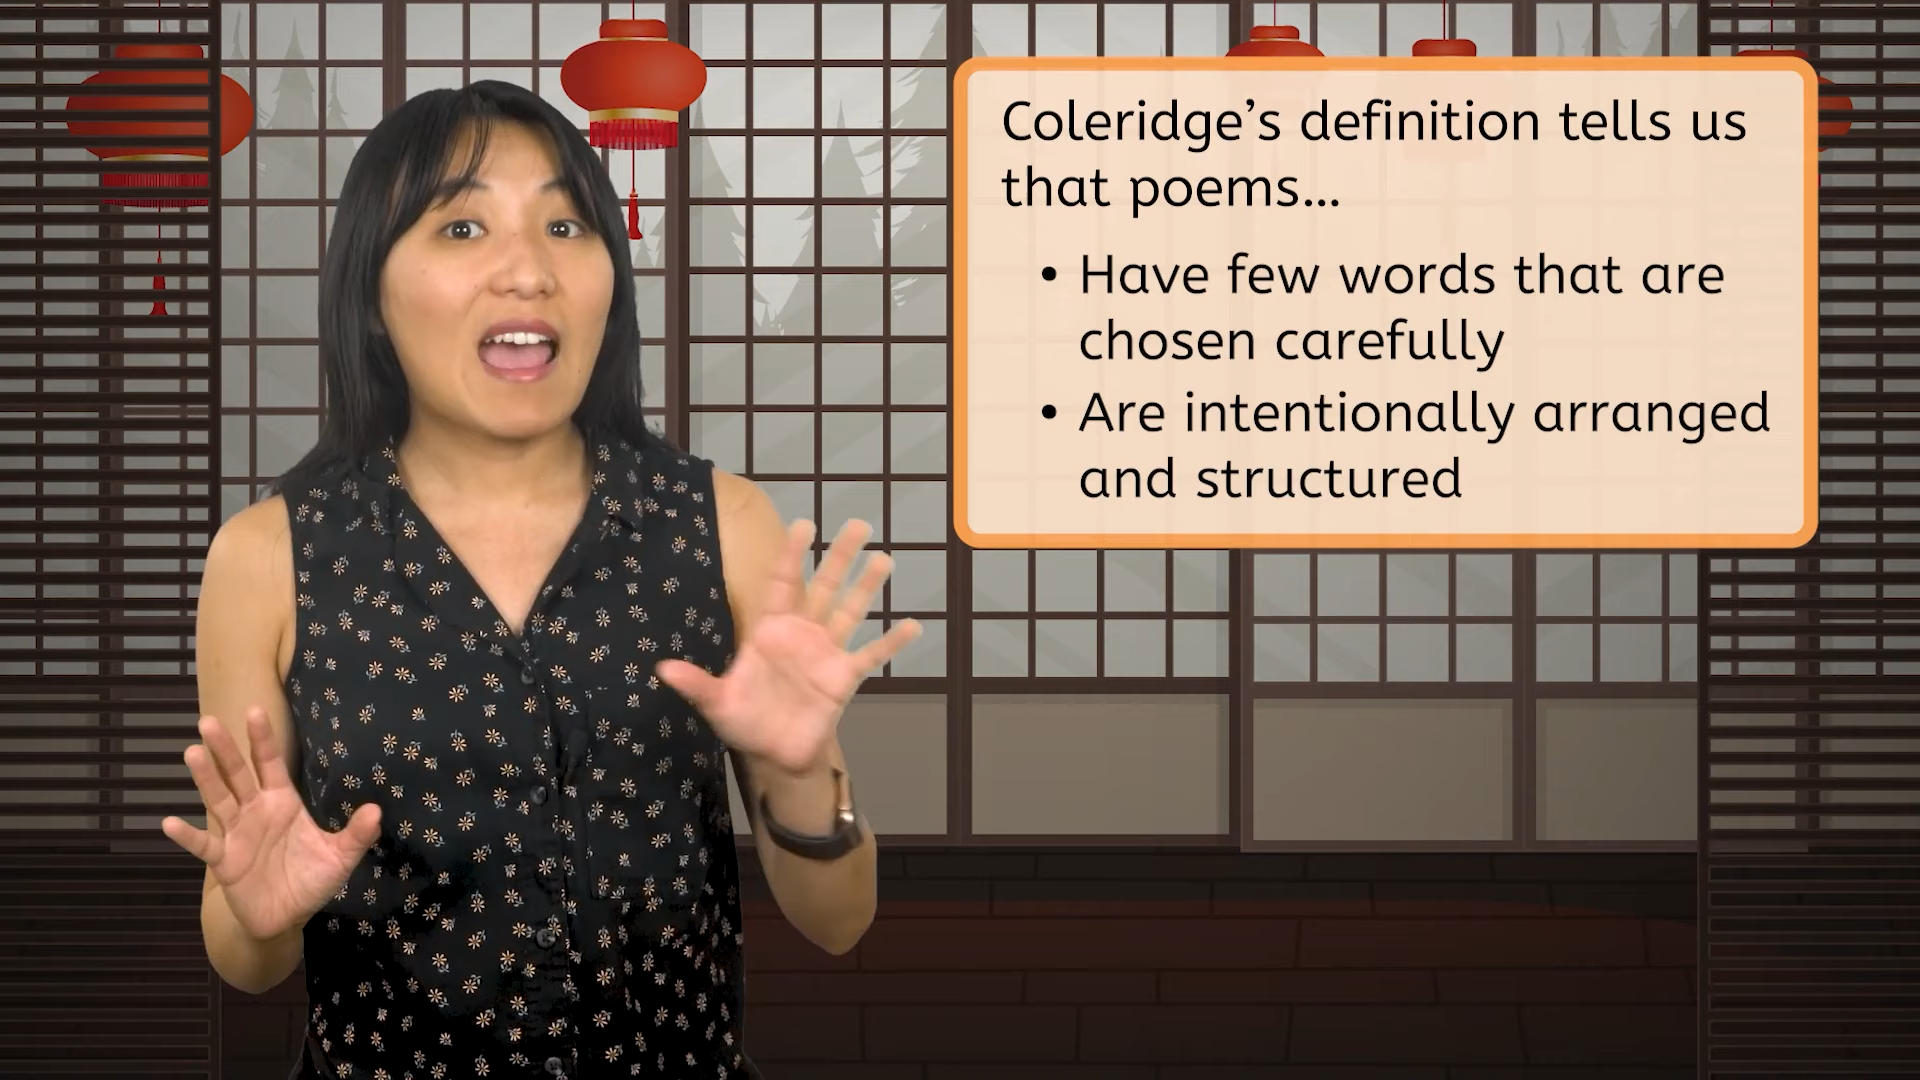 Coleridge’s definition tells us
that poems...
• Have few words that are
chosen carefully
• Are intentionally arranged
and structured